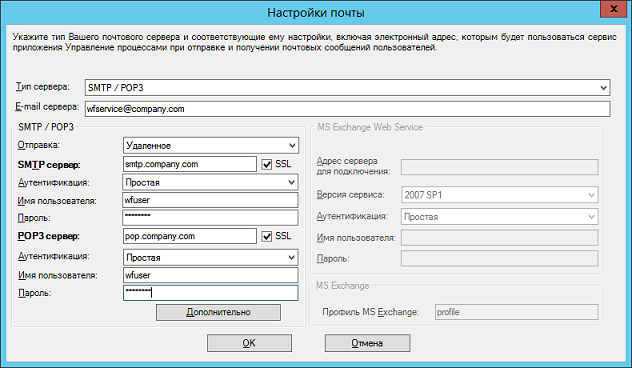 Настройки почты
x
Укажите тип Вашего почтового сервера и соответствующие ему настройки, включая электронный адрес, которым будет пользоваться сервис
приложения Управление процессами при отправке и получении почтовых сообщений пользователей.
Тип сервера: SMTP / POP3
E-mail сервера: wfservice@company.com
SMTP / POP3
Отправка: Удаленное
SMTP сервер: smtp.company.com SSL
Аутентификация: Простая
Имя пользователя: wfuser
Пароль: ********
POP3 сервер: pop.company.com SSL
Аутентификация: Простая
Имя пользователя: wfuser
Пароль: ********
Дополнительно
MS Exchange Web Service
Адрес сервера
для подключения:
Версия сервиса: 2007 SP1
Аутентификация: Простая
Имя пользователя:
Пароль:
MS Exchange
Профиль MS Exchange: profile
OK
Отмена